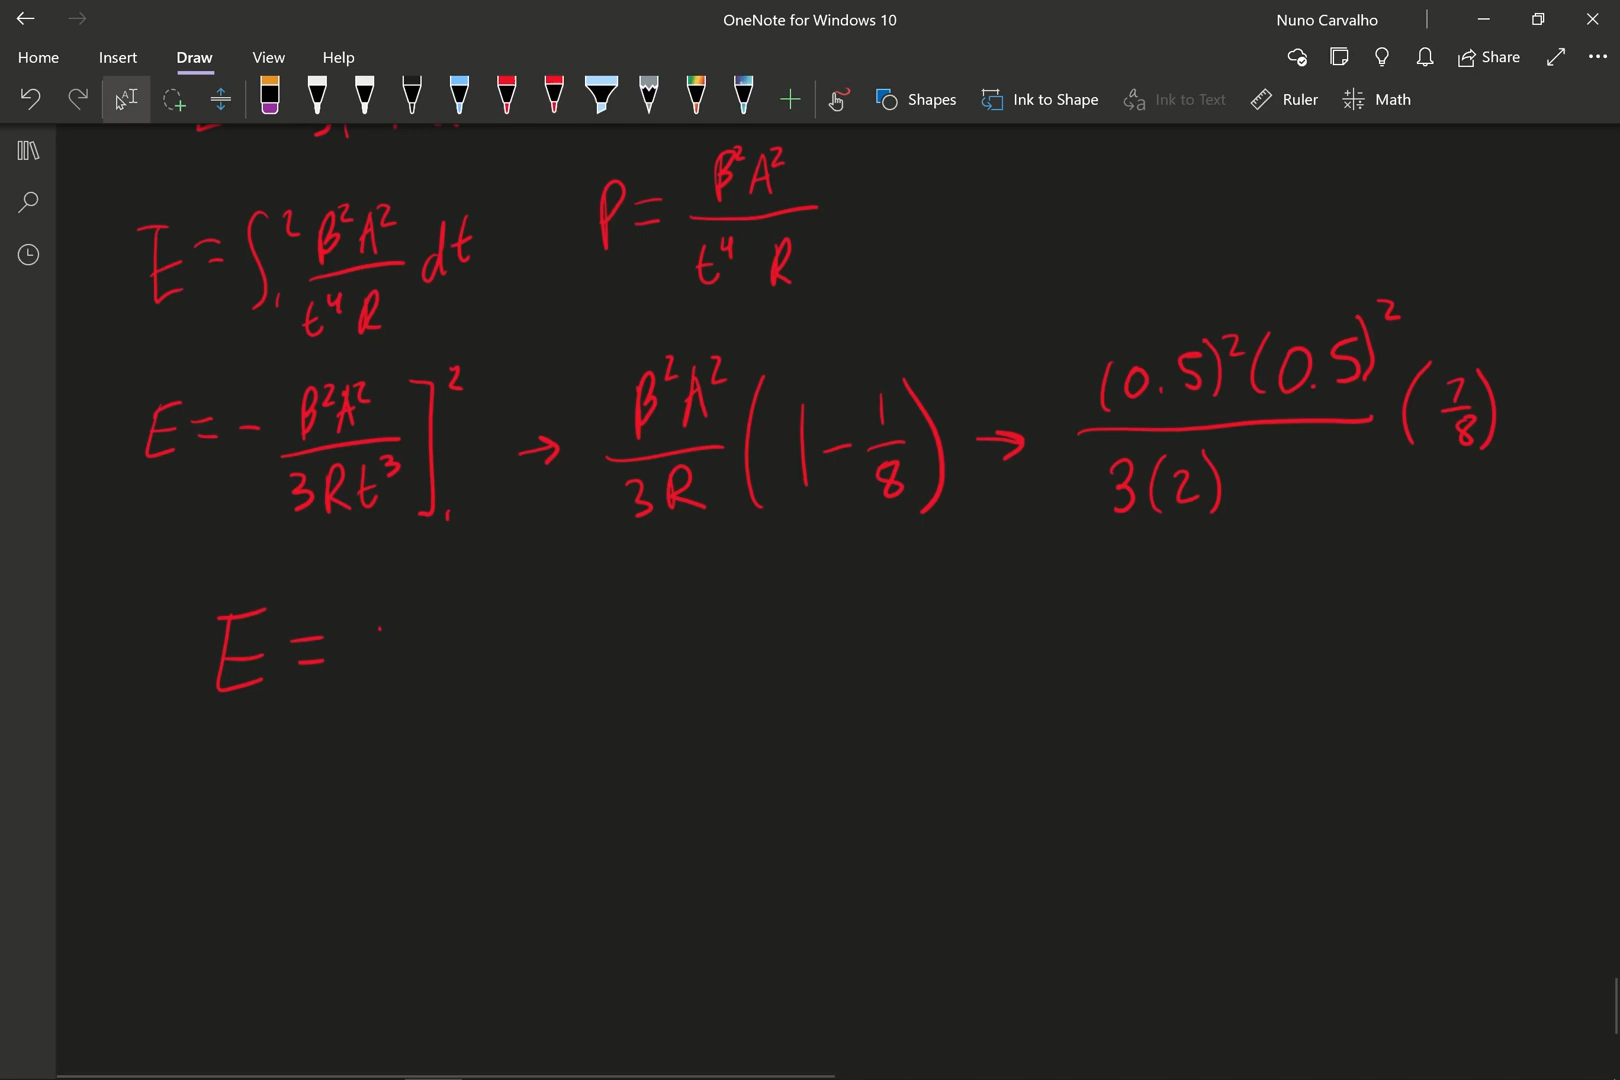 OneNote for Windows 10
Nuno Carvalho
Home Insert Draw View Help
Share
Shapes Ink to Shape Ink to Text Ruler Math
E = ∫₁² β²A² / t⁴R dt
P = β²A² / t⁴ R
E = - β²A² / 3Rt³ ]₁² → β²A² / 3R (1 - 1/8) → (0.5)²(0.5)² / 3(2) (7/8)
E =